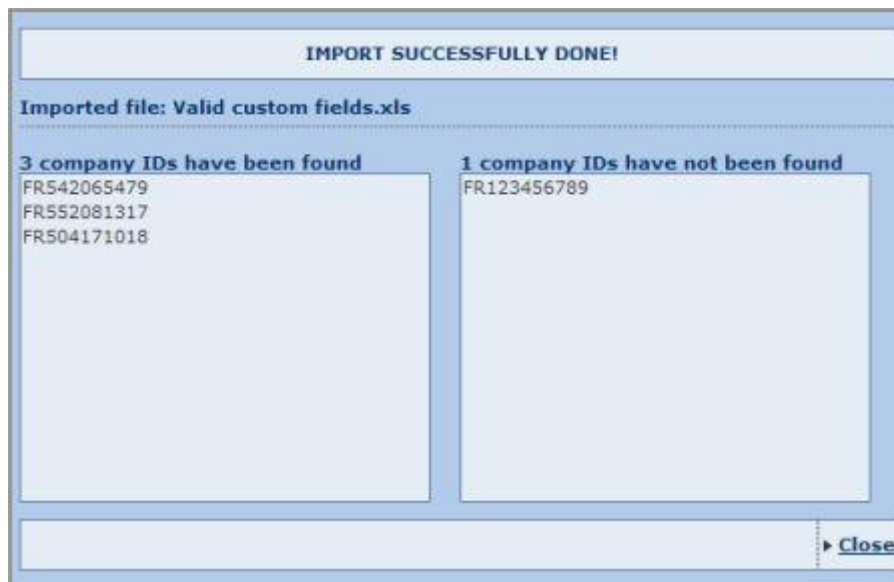 IMPORT SUCCESSFULLY DONE!
Imported file: Valid custom fields.xls
3 company IDs have been found
FR542065479
FR552081317
FR504171018
1 company IDs have not been found
FR123456789
Close